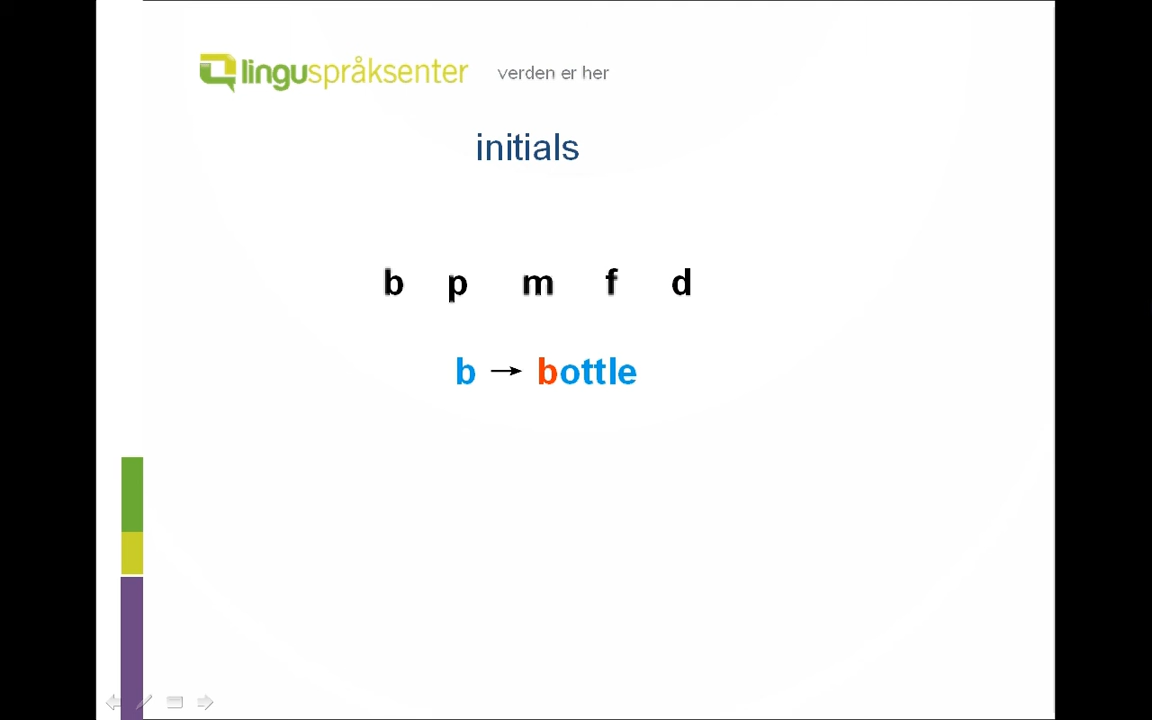 linguspråksenter verden er her
initials
b p m f d
b → bottle